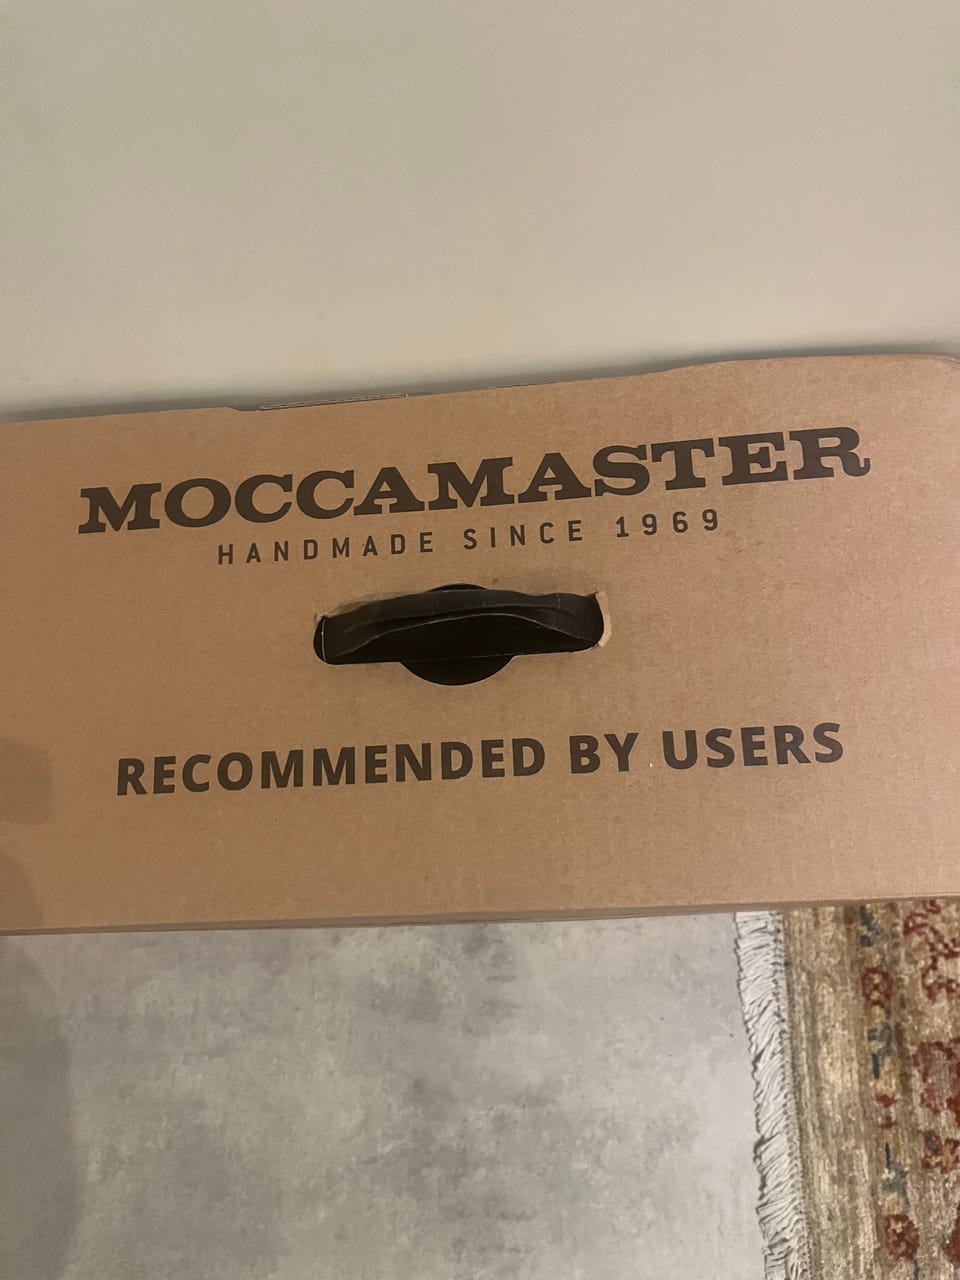 MOCCAMASTER
HANDMADE SINCE 1969
RECOMMENDED BY USERS